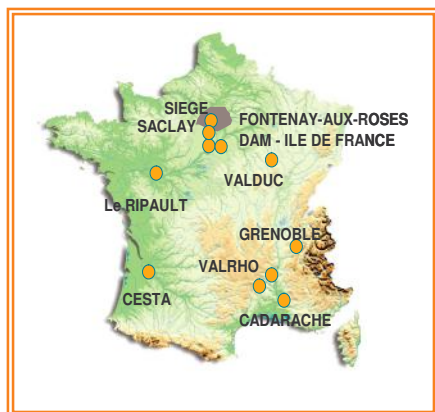 SIEGE
FONTENAY-AUX-ROSES
SACLAY
DAM - ILE DE FRANCE
VALDUC
Le RIPAULT
GRENOBLE
VALRHO
CESTA
CADARACHE